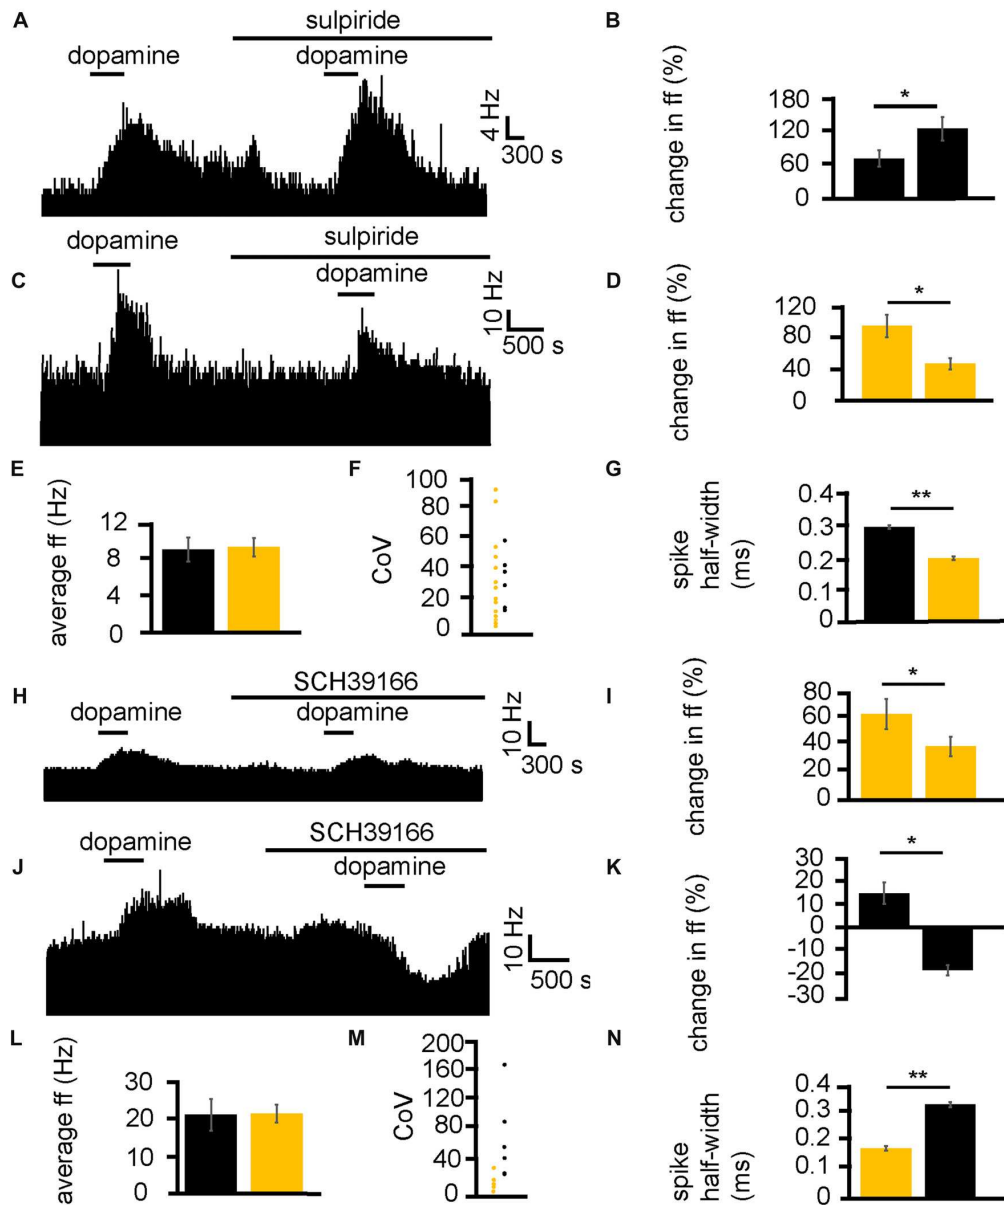 A
sulpiride
dopamine
dopamine
4 Hz
300 s
B
change in ff (%)
180
120
60
0
*
C
sulpiride
dopamine
dopamine
10 Hz
500 s
D
change in ff (%)
120
80
40
0
*
E
average ff (Hz)
12
8
4
0
F
CoV
100
80
60
40
20
0
G
spike
half-width
(ms)
0.4
0.3
0.2
0.1
0
**
H
SCH39166
dopamine
dopamine
10 Hz
300 s
I
change in ff (%)
80
60
40
20
0
*
J
SCH39166
dopamine
dopamine
10 Hz
500 s
K
change in ff (%)
30
20
10
0
-10
-20
-30
*
L
average ff (Hz)
30
20
10
0
M
CoV
200
160
120
80
40
0
N
spike
half-width
(ms)
0.4
0.3
0.2
0.1
0
**